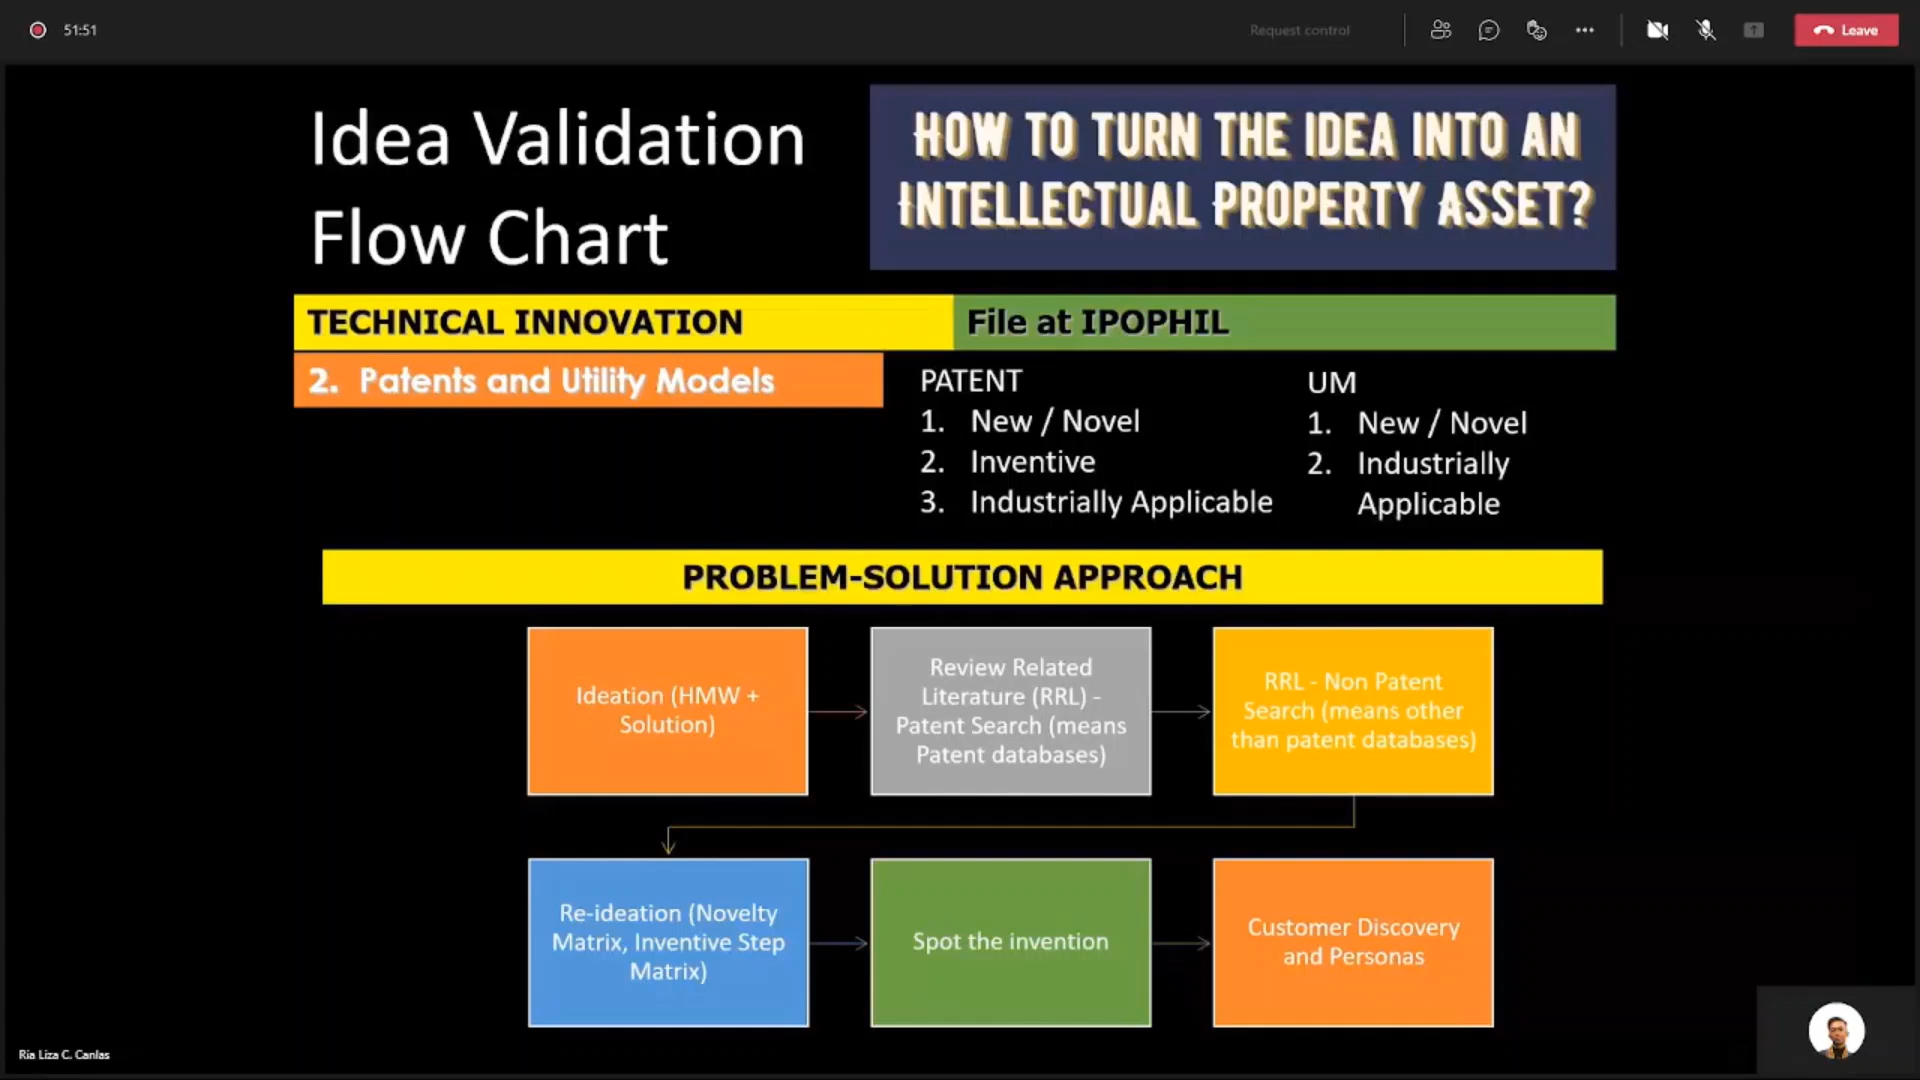 51:51
Request control
Leave
Idea Validation
Flow Chart
HOW TO TURN THE IDEA INTO AN
INTELLECTUAL PROPERTY ASSET?
TECHNICAL INNOVATION
File at IPOPHIL
2. Patents and Utility Models
PATENT
1. New / Novel
2. Inventive
3. Industrially Applicable
UM
1. New / Novel
2. Industrially
Applicable
PROBLEM-SOLUTION APPROACH
Ideation (HMW +
Solution)
Review Related
Literature (RRL) -
Patent Search (means
Patent databases)
RRL - Non Patent
Search (means other
than patent databases)
Re-ideation (Novelty
Matrix, Inventive Step
Matrix)
Spot the invention
Customer Discovery
and Personas
Ria Liza C. Canlas